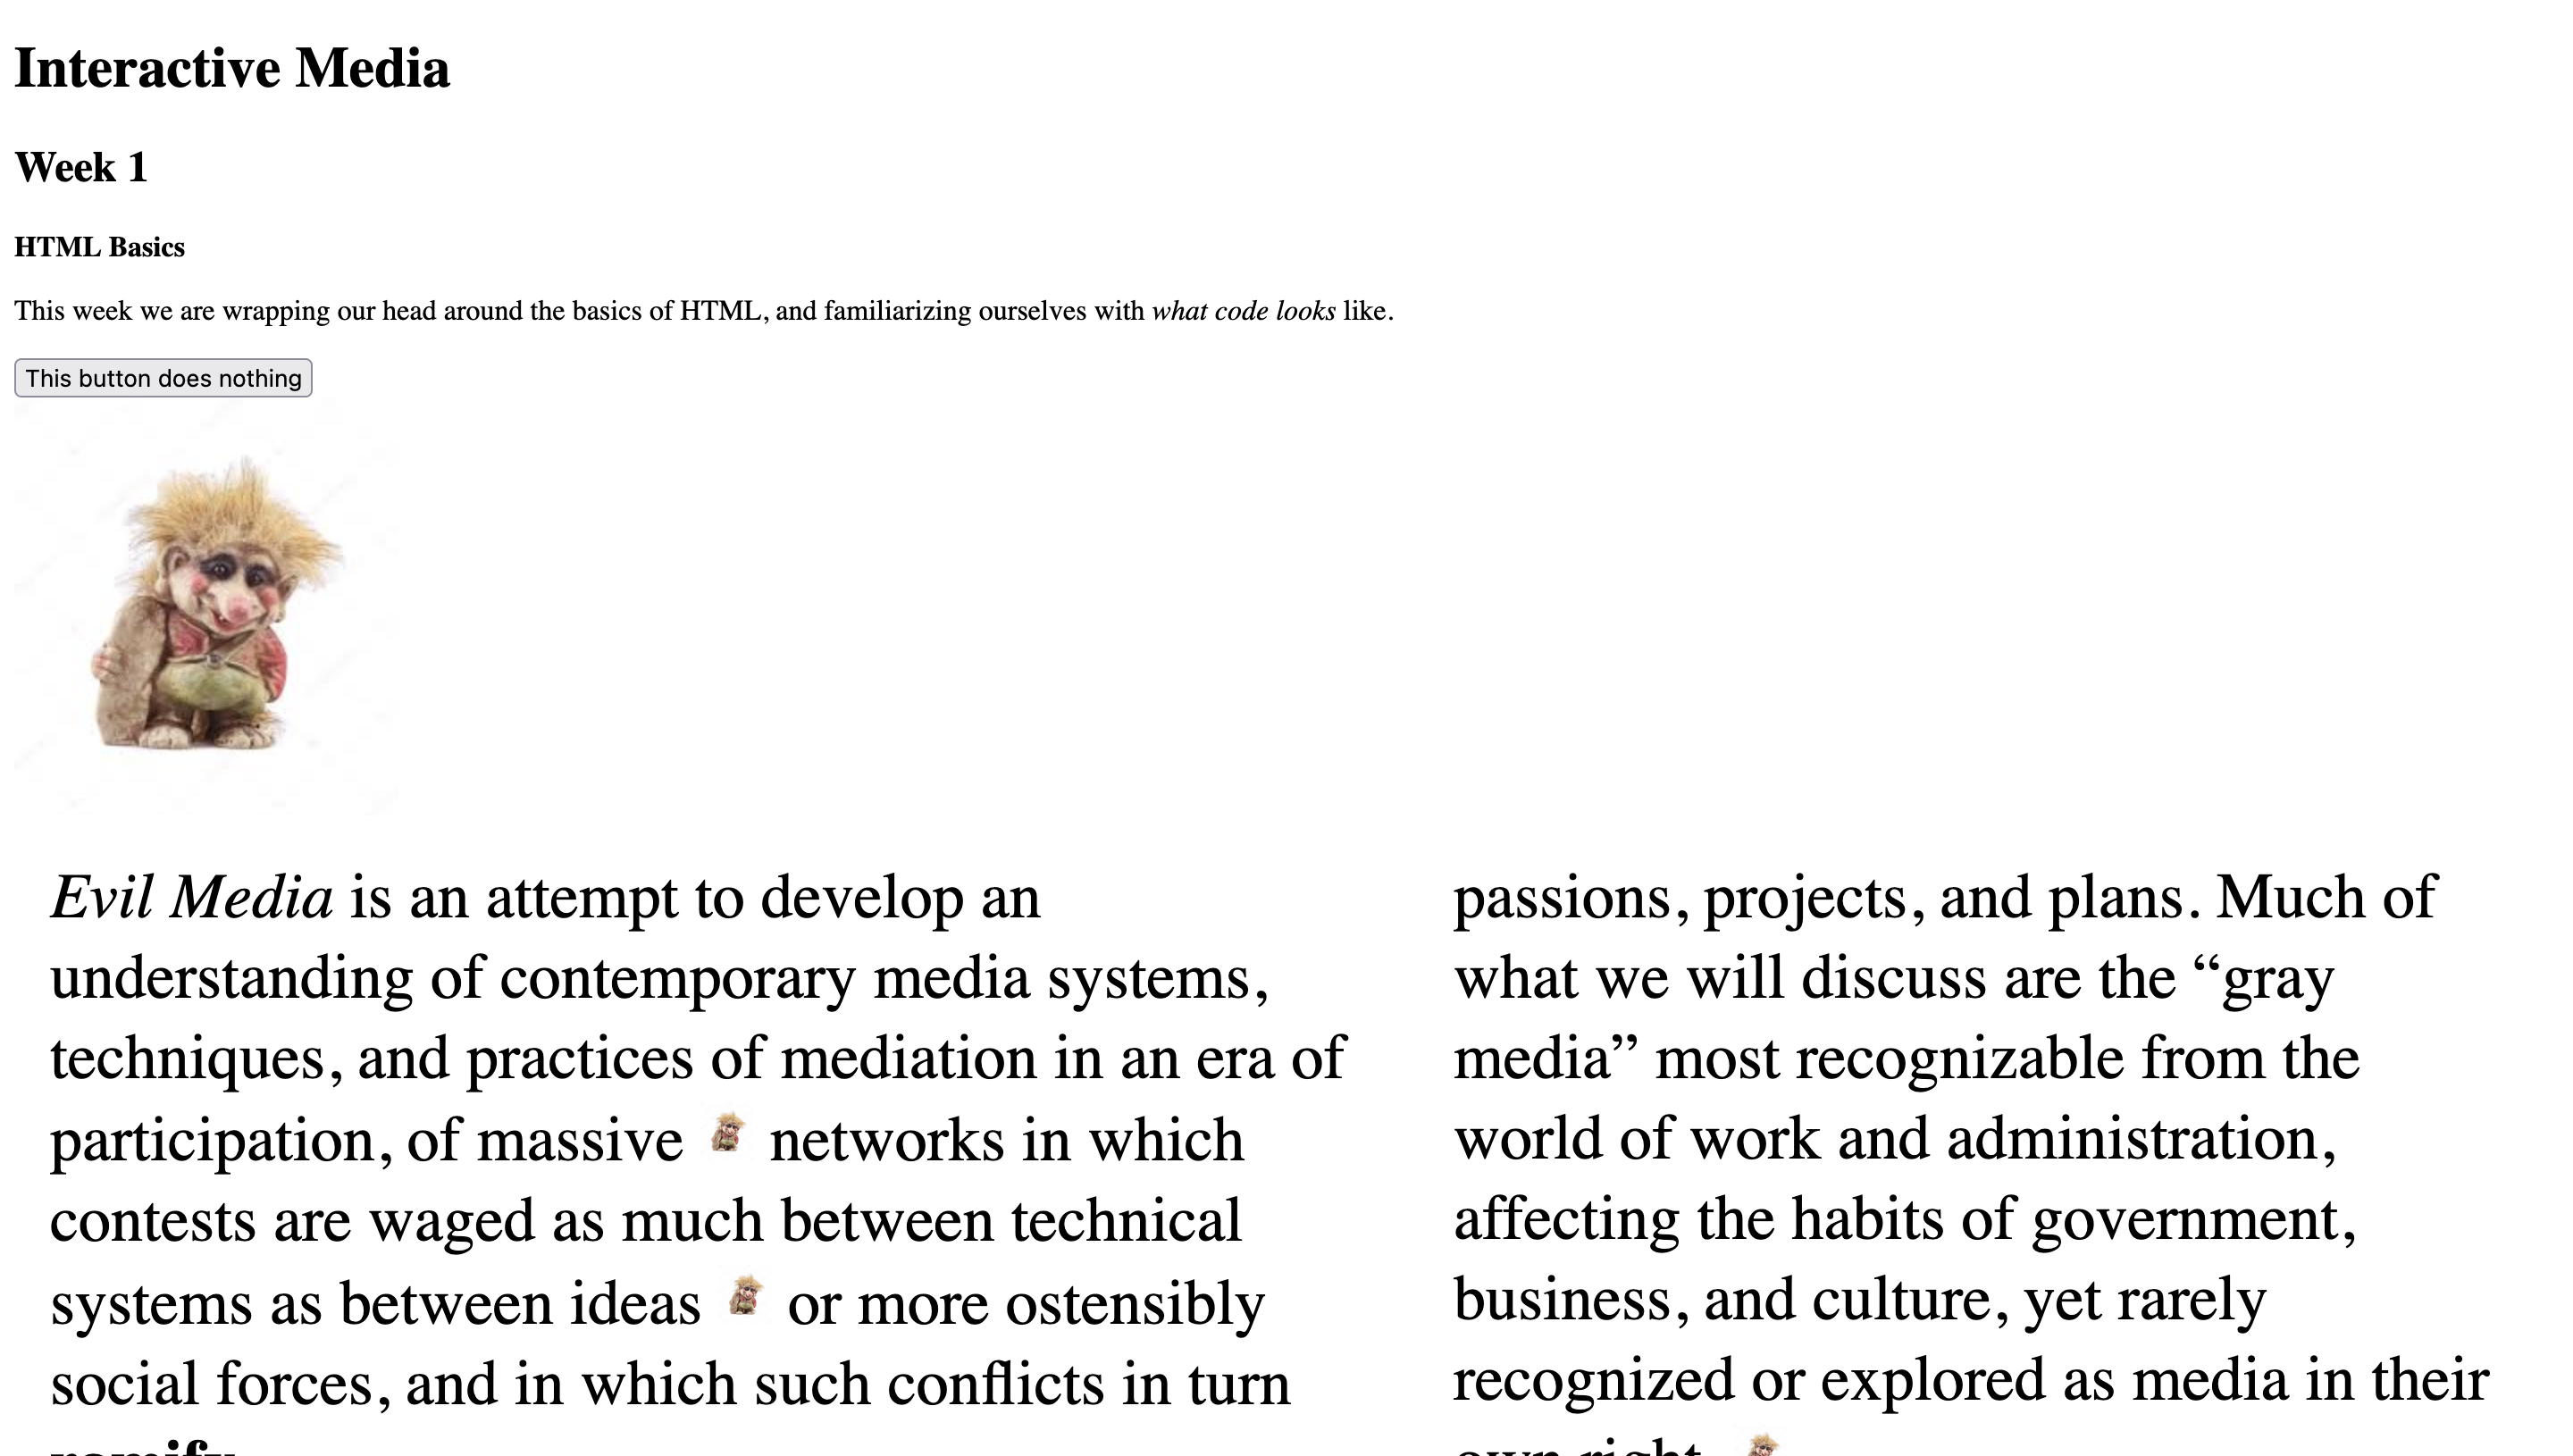 Interactive Media
Week 1
HTML Basics
This week we are wrapping our head around the basics of HTML, and familiarizing ourselves with what code looks like.
This button does nothing
Evil Media is an attempt to develop an
understanding of contemporary media systems,
techniques, and practices of mediation in an era of
participation, of massive networks in which
contests are waged as much between technical
systems as between ideas or more ostensibly
social forces, and in which such conflicts in turn
ramify
passions, projects, and plans. Much of
what we will discuss are the “gray
media” most recognizable from the
world of work and administration,
affecting the habits of government,
business, and culture, yet rarely
recognized or explored as media in their
own right.